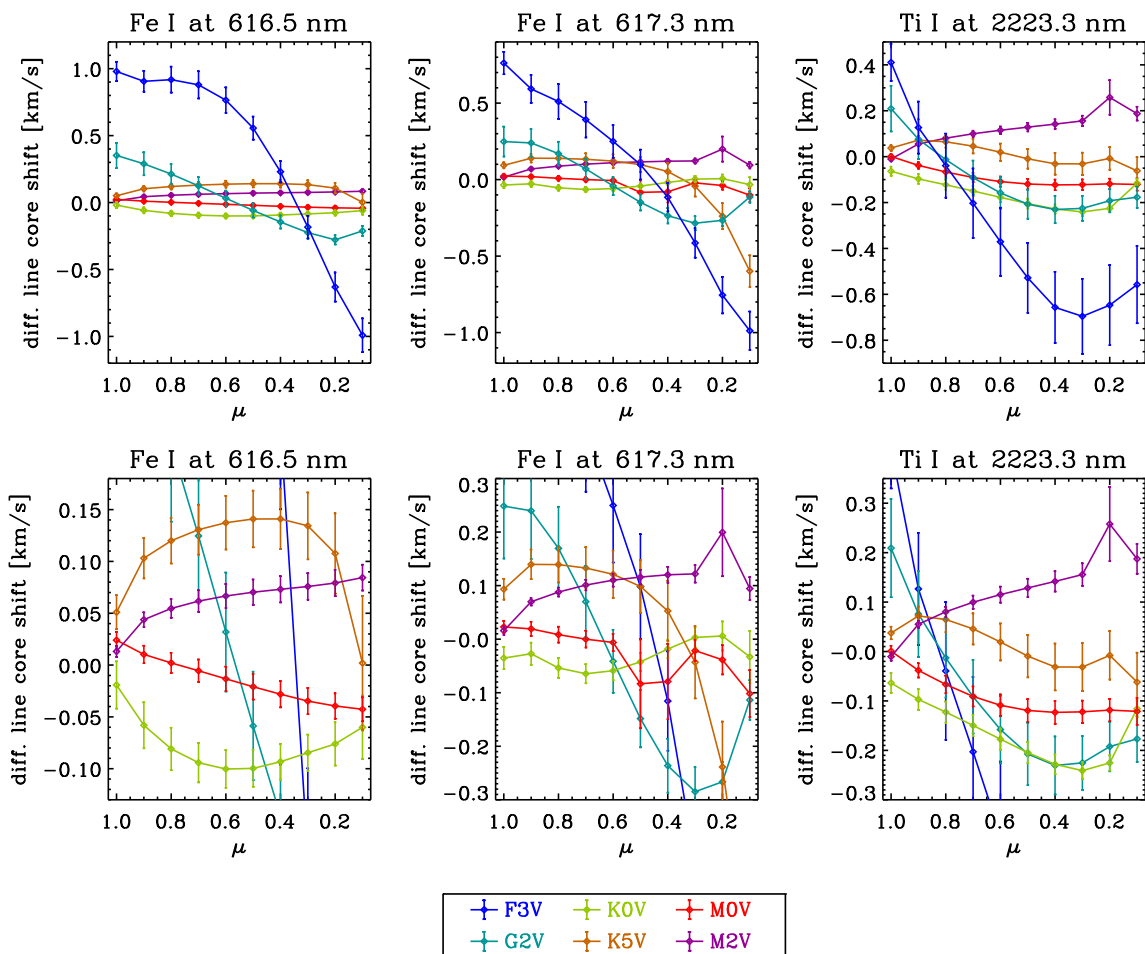 Fe I at 616.5 nm
Fe I at 617.3 nm
Ti I at 2223.3 nm
diff. line core shift [km/s]
1.0
0.5
0.0
−0.5
−1.0
1.0 0.8 0.6 0.4 0.2
μ
diff. line core shift [km/s]
0.5
0.0
−0.5
−1.0
1.0 0.8 0.6 0.4 0.2
μ
diff. line core shift [km/s]
0.4
0.2
−0.0
−0.2
−0.4
−0.6
−0.8
1.0 0.8 0.6 0.4 0.2
μ
Fe I at 616.5 nm
Fe I at 617.3 nm
Ti I at 2223.3 nm
diff. line core shift [km/s]
0.15
0.10
0.05
0.00
−0.05
−0.10
1.0 0.8 0.6 0.4 0.2
μ
diff. line core shift [km/s]
0.3
0.2
0.1
−0.0
−0.1
−0.2
−0.3
1.0 0.8 0.6 0.4 0.2
μ
diff. line core shift [km/s]
0.3
0.2
0.1
−0.0
−0.1
−0.2
−0.3
1.0 0.8 0.6 0.4 0.2
μ
F3V K0V M0V
G2V K5V M2V